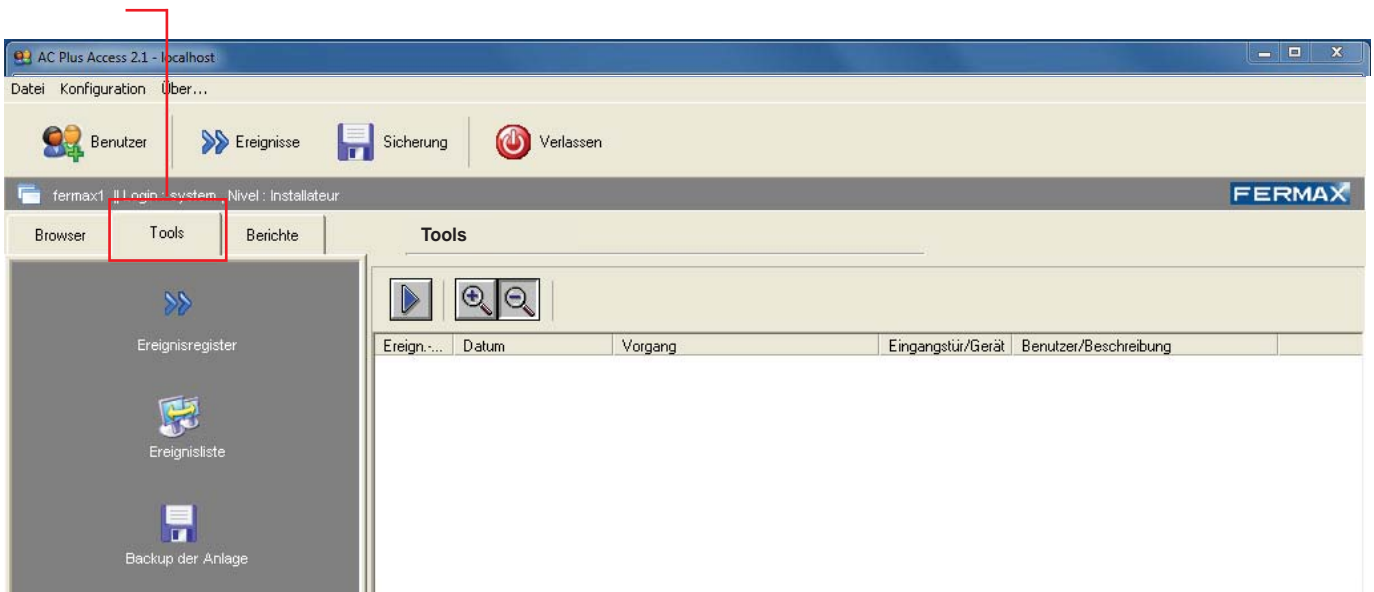 AC Plus Access 2.1 - localhost
Datei Konfiguration Über...
Benutzer Ereignisse Sicherung Verlassen
fermax1 || Login : system , Nivel : Installateur FERMAX
Browser Tools Berichte Tools
Ereignisregister
Ereign.-... Datum Vorgang Eingangstür/Gerät Benutzer/Beschreibung
Ereignisliste
Backup der Anlage